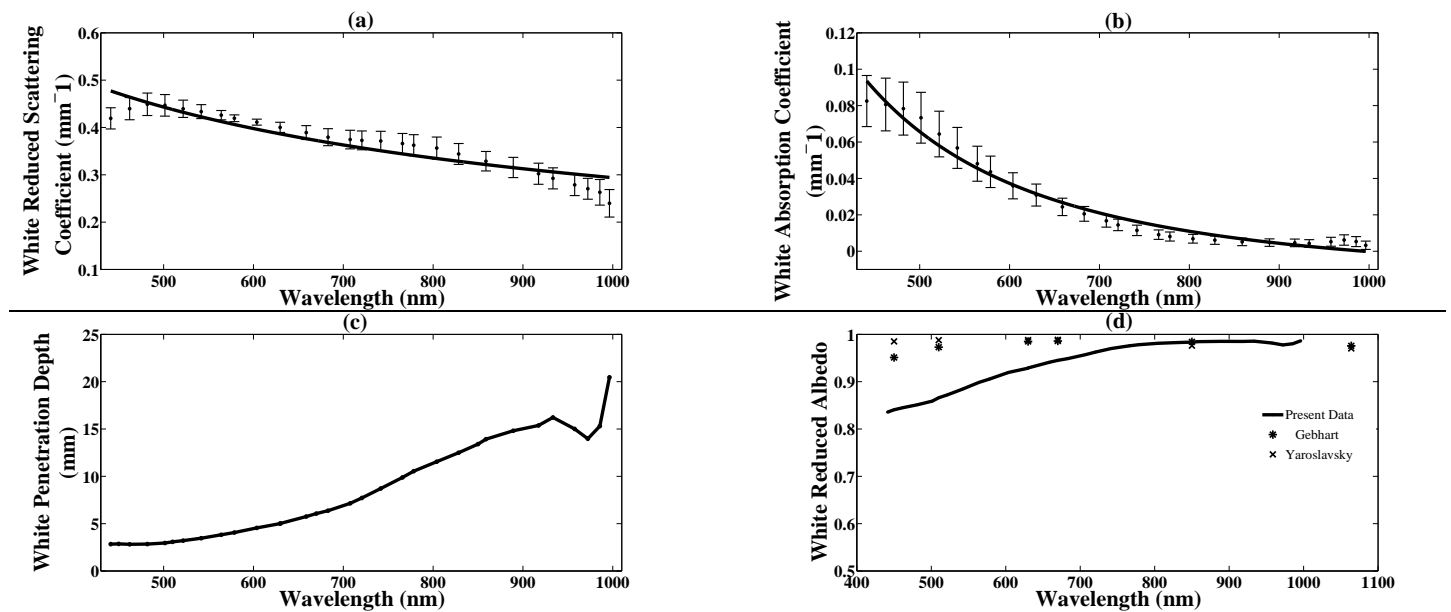 (a)
White Reduced Scattering
Coefficient (mm¯1)
0.6
0.5
0.4
0.3
0.2
0.1
500
600
700
800
900
1000
Wavelength (nm)
(b)
White Absorption Coefficient
(mm¯1)
0.12
0.1
0.08
0.06
0.04
0.02
0
500
600
700
800
900
1000
Wavelength (nm)
(c)
White Penetration Depth
(mm)
25
20
15
10
5
0
500
600
700
800
900
1000
Wavelength (nm)
(d)
White Reduced Albedo
1
0.9
0.8
0.7
0.6
0.5
400
500
600
700
800
900
1000
1100
Wavelength (nm)
Present Data
Gebhart
Yaroslavsky